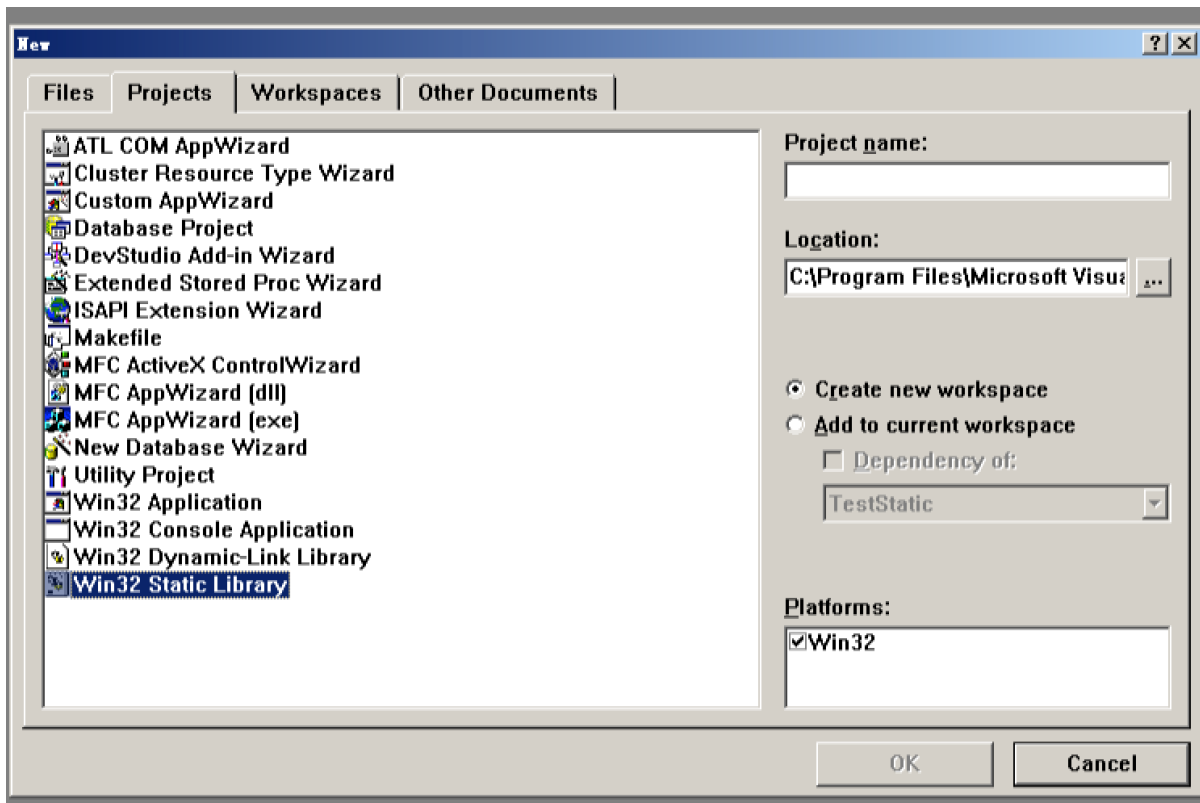 New
Files
Projects
Workspaces
Other Documents
ATL COM AppWizard
Cluster Resource Type Wizard
Custom AppWizard
Database Project
DevStudio Add-in Wizard
Extended Stored Proc Wizard
ISAPI Extension Wizard
Makefile
MFC ActiveX ControlWizard
MFC AppWizard (dll)
MFC AppWizard (exe)
New Database Wizard
Utility Project
Win32 Application
Win32 Console Application
Win32 Dynamic-Link Library
Win32 Static Library
Project name:
Location:
C:\Program Files\Microsoft Visua
...
Create new workspace
Add to current workspace
Dependency of:
TestStatic
Platforms:
Win32
OK
Cancel